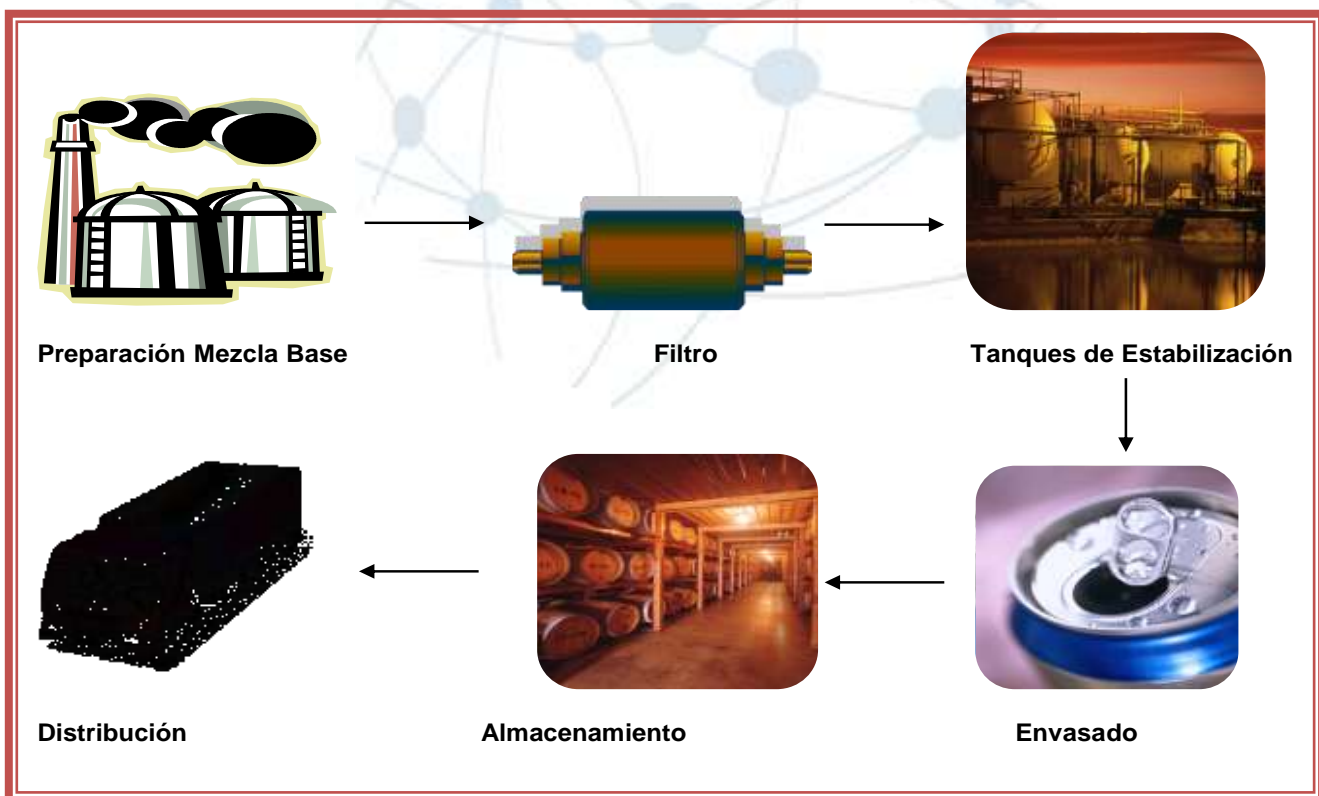 Preparación Mezcla Base
Filtro
Tanques de Estabilización
Distribución
Almacenamiento
Envasado